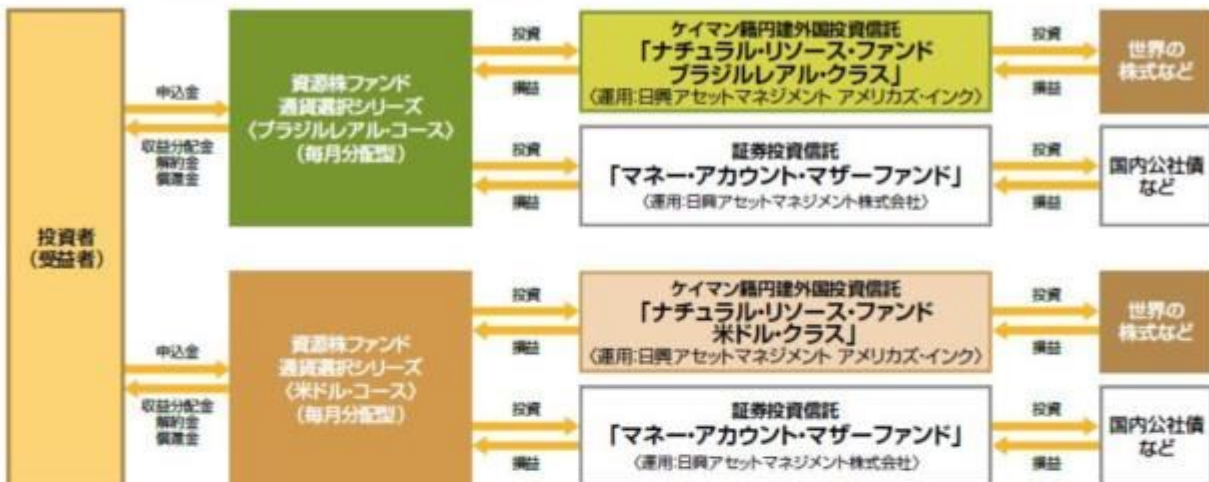 投資者
（受益者）
申込金
収益分配金
解約金
償還金
資源株ファンド
通貨選択シリーズ
〈ブラジルレアル・コース〉
（毎月分配型）
投資
損益
ケイマン籍円建外国投資信託
「ナチュラル・リソース・ファンド
ブラジルレアル・クラス」
〈運用:日興アセットマネジメント アメリカズ・インク〉
投資
損益
世界の
株式など
投資
損益
証券投資信託
「マネー・アカウント・マザーファンド」
〈運用:日興アセットマネジメント株式会社〉
投資
損益
国内公社債
など
申込金
収益分配金
解約金
償還金
資源株ファンド
通貨選択シリーズ
〈米ドル・コース〉
（毎月分配型）
投資
損益
ケイマン籍円建外国投資信託
「ナチュラル・リソース・ファンド
米ドル・クラス」
〈運用:日興アセットマネジメント アメリカズ・インク〉
投資
損益
世界の
株式など
投資
損益
証券投資信託
「マネー・アカウント・マザーファンド」
〈運用:日興アセットマネジメント株式会社〉
投資
損益
国内公社債
など